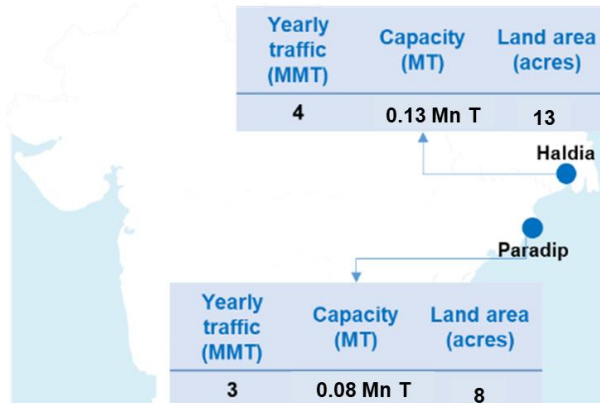 Yearly traffic (MMT) Capacity (MT) Land area (acres)
4 0.13 Mn T 13
Haldia
Paradip
Yearly traffic (MMT) Capacity (MT) Land area (acres)
3 0.08 Mn T 8